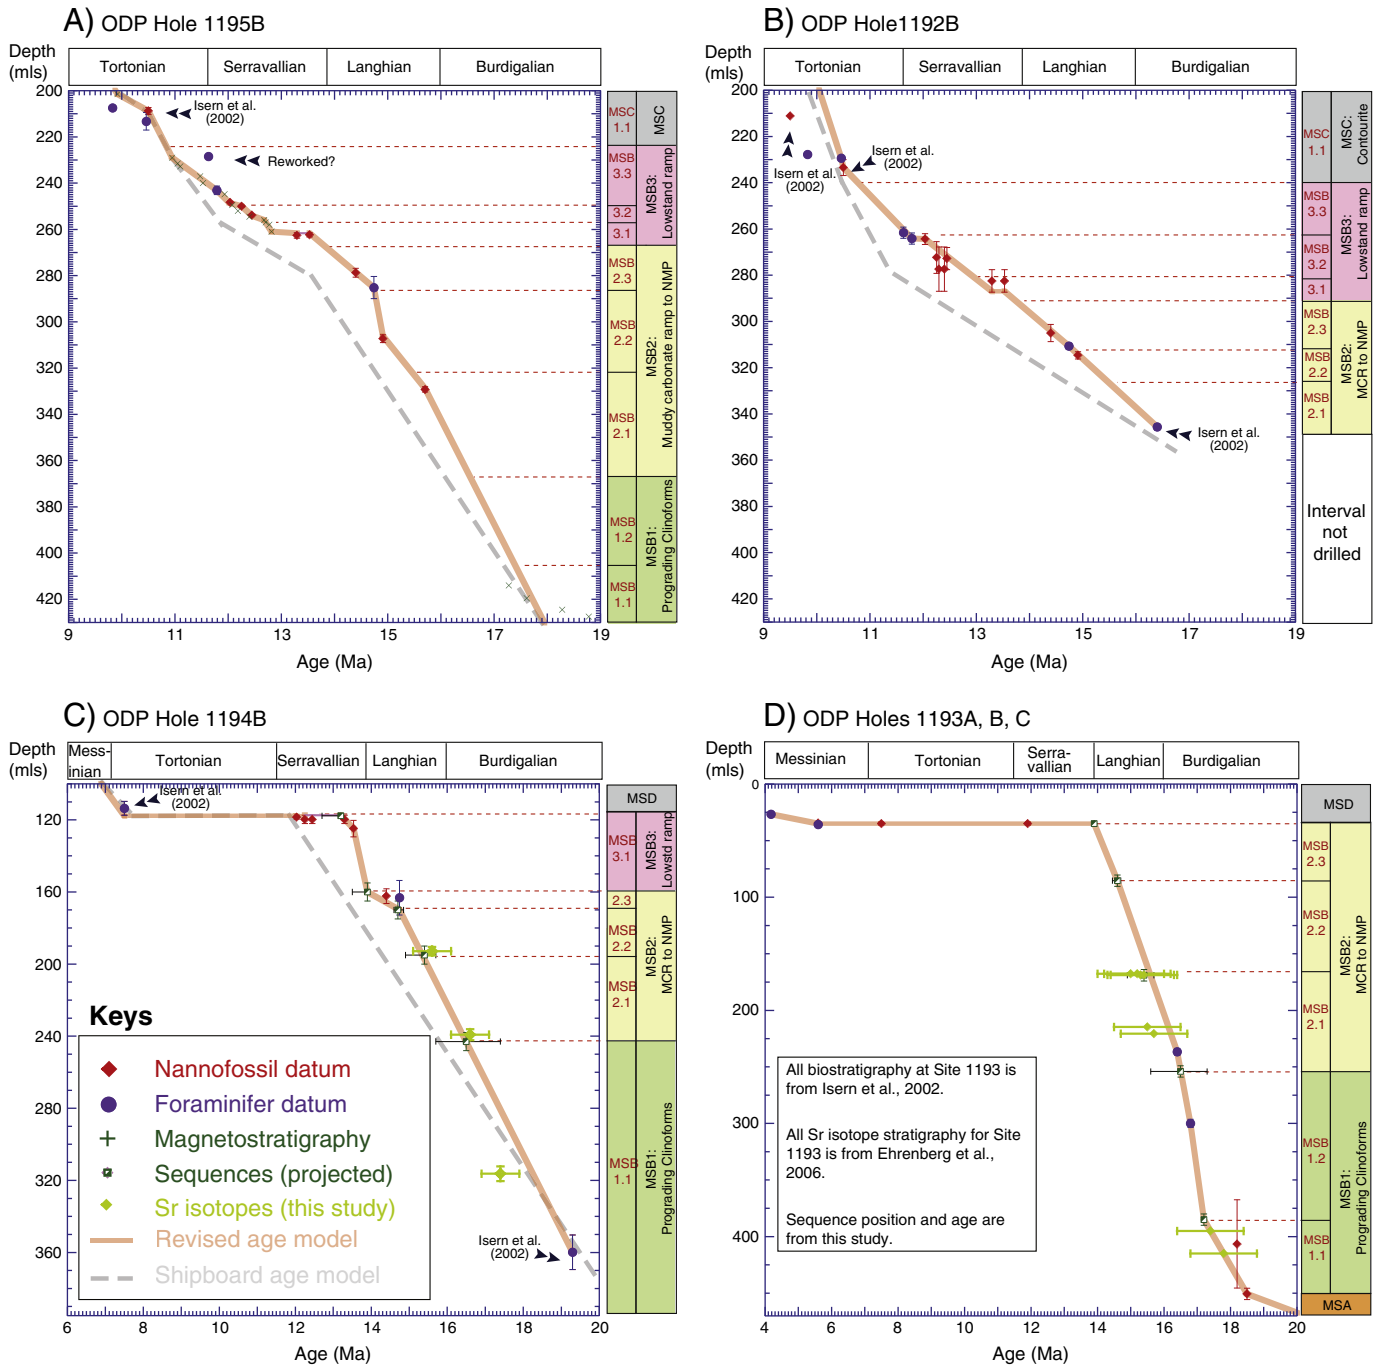 A) ODP Hole 1195B
Depth
(mls)
Tortonian
Serravallian
Langhian
Burdigalian
200
220
240
260
280
300
320
340
360
380
400
420
9
11
13
15
17
19
Age (Ma)
Isern et al.
(2002)
Reworked?
MSC
1.1
MSC
MSB
3.3
3.2
3.1
MSB3:
Lowstand ramp
MSB
2.3
MSB
2.2
MSB
2.1
MSB2:
Muddy carbonate ramp to NMP
MSB
1.2
MSB
1.1
MSB1:
Prograding Clinoforms
B) ODP Hole1192B
Depth
(mls)
Tortonian
Serravallian
Langhian
Burdigalian
200
220
240
260
280
300
320
340
360
380
400
420
9
11
13
15
17
19
Age (Ma)
Isern et al.
(2002)
Isern et al.
(2002)
Isern et al.
(2002)
MSC
1.1
MSC:
Contourite
MSB
3.3
MSB
3.2
3.1
MSB3:
Lowstand ramp
MSB
2.3
MSB
2.2
MSB
2.1
MSB2:
MCR to NMP
Interval
not
drilled
C) ODP Hole 1194B
Depth
(mls)
Mess-
inian
Tortonian
Serravallian
Langhian
Burdigalian
120
160
200
240
280
320
360
6
8
10
12
14
16
18
20
Age (Ma)
Isern et al.
(2002)
Isern et al.
(2002)
Keys
Nannofossil datum
Foraminifer datum
Magnetostratigraphy
Sequences (projected)
Sr isotopes (this study)
Revised age model
Shipboard age model
MSD
MSB
3.1
MSB3:
Lowstd ramp
2.3
MSB
2.2
MSB
2.1
MSB2:
MCR to NMP
MSB
1.1
MSB1:
Prograding Clinoforms
D) ODP Holes 1193A, B, C
Depth
(mls)
Messinian
Tortonian
Serra-
vallian
Langhian
Burdigalian
0
100
200
300
400
4
6
8
10
12
14
16
18
20
Age (Ma)
All biostratigraphy at Site 1193 is
from Isern et al., 2002.
All Sr isotope stratigraphy for Site
1193 is from Ehrenberg et al.,
2006.
Sequence position and age are
from this study.
MSD
MSB
2.3
MSB
2.2
MSB
2.1
MSB2:
MCR to NMP
MSB
1.2
MSB
1.1
MSB1:
Prograding Clinoforms
MSA